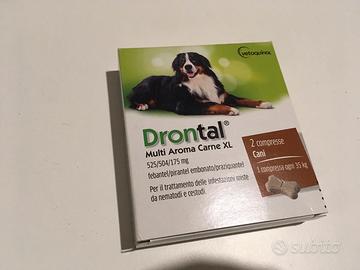 vetoquinol
Drontal®
Multi Aroma Carne XL
525/504/175 mg
febantel/pirantel embonato/praziquantel
Per il trattamento delle infestazioni miste
da nematodi e cestodi.
2 compresse
Cani
1 compressa ogni 35 kg
subito